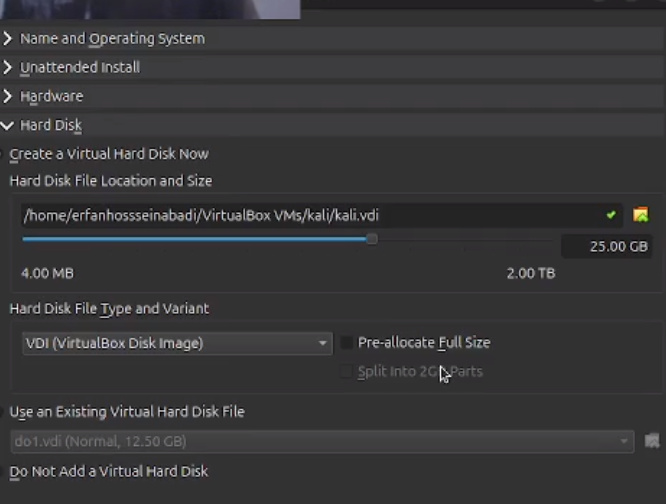 Name and Operating System
Unattended Install
Hardware
Hard Disk
Create a Virtual Hard Disk Now
Hard Disk File Location and Size
/home/erfanhossseinabadi/VirtualBox VMs/kali/kali.vdi
25.00 GB
4.00 MB 2.00 TB
Hard Disk File Type and Variant
VDI (VirtualBox Disk Image) Pre-allocate Full Size
Split Into 2GB Parts
Use an Existing Virtual Hard Disk File
do1.vdi (Normal, 12.50 GB)
Do Not Add a Virtual Hard Disk